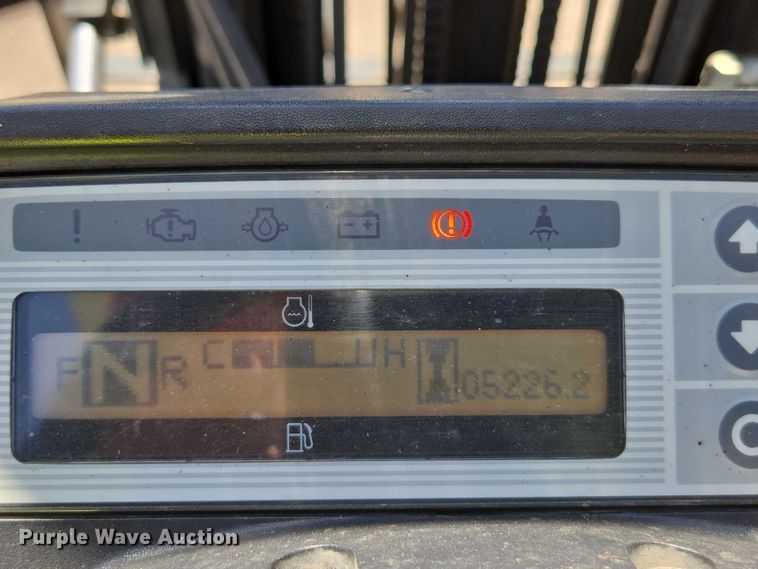 F N R C H 05226.2
Purple Wave Auction